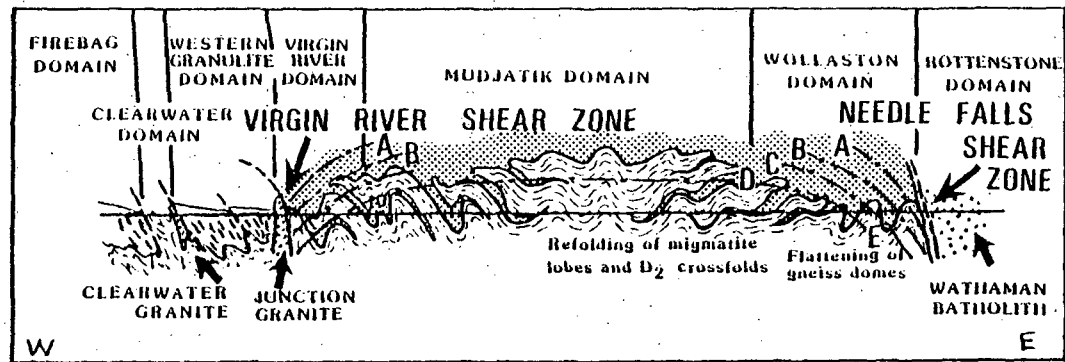 FIREBAG
DOMAIN
WESTERN
GRANULITE
DOMAIN
VIRGIN
RIVER
DOMAIN
MUDJATIK DOMAIN
WOLLASTON
DOMAIN
ROTTENSTONE
DOMAIN
CLEARWATER
DOMAIN
VIRGIN RIVER SHEAR ZONE
NEEDLE FALLS
SHEAR
ZONE
A
B
A
B
C
D
E
Refolding of migmatite
lobes and D2 crossfolds
Flattening of
gneiss domes
CLEARWATER
GRANITE
JUNCTION
GRANITE
WATHAMAN
BATHOLITH
W
E